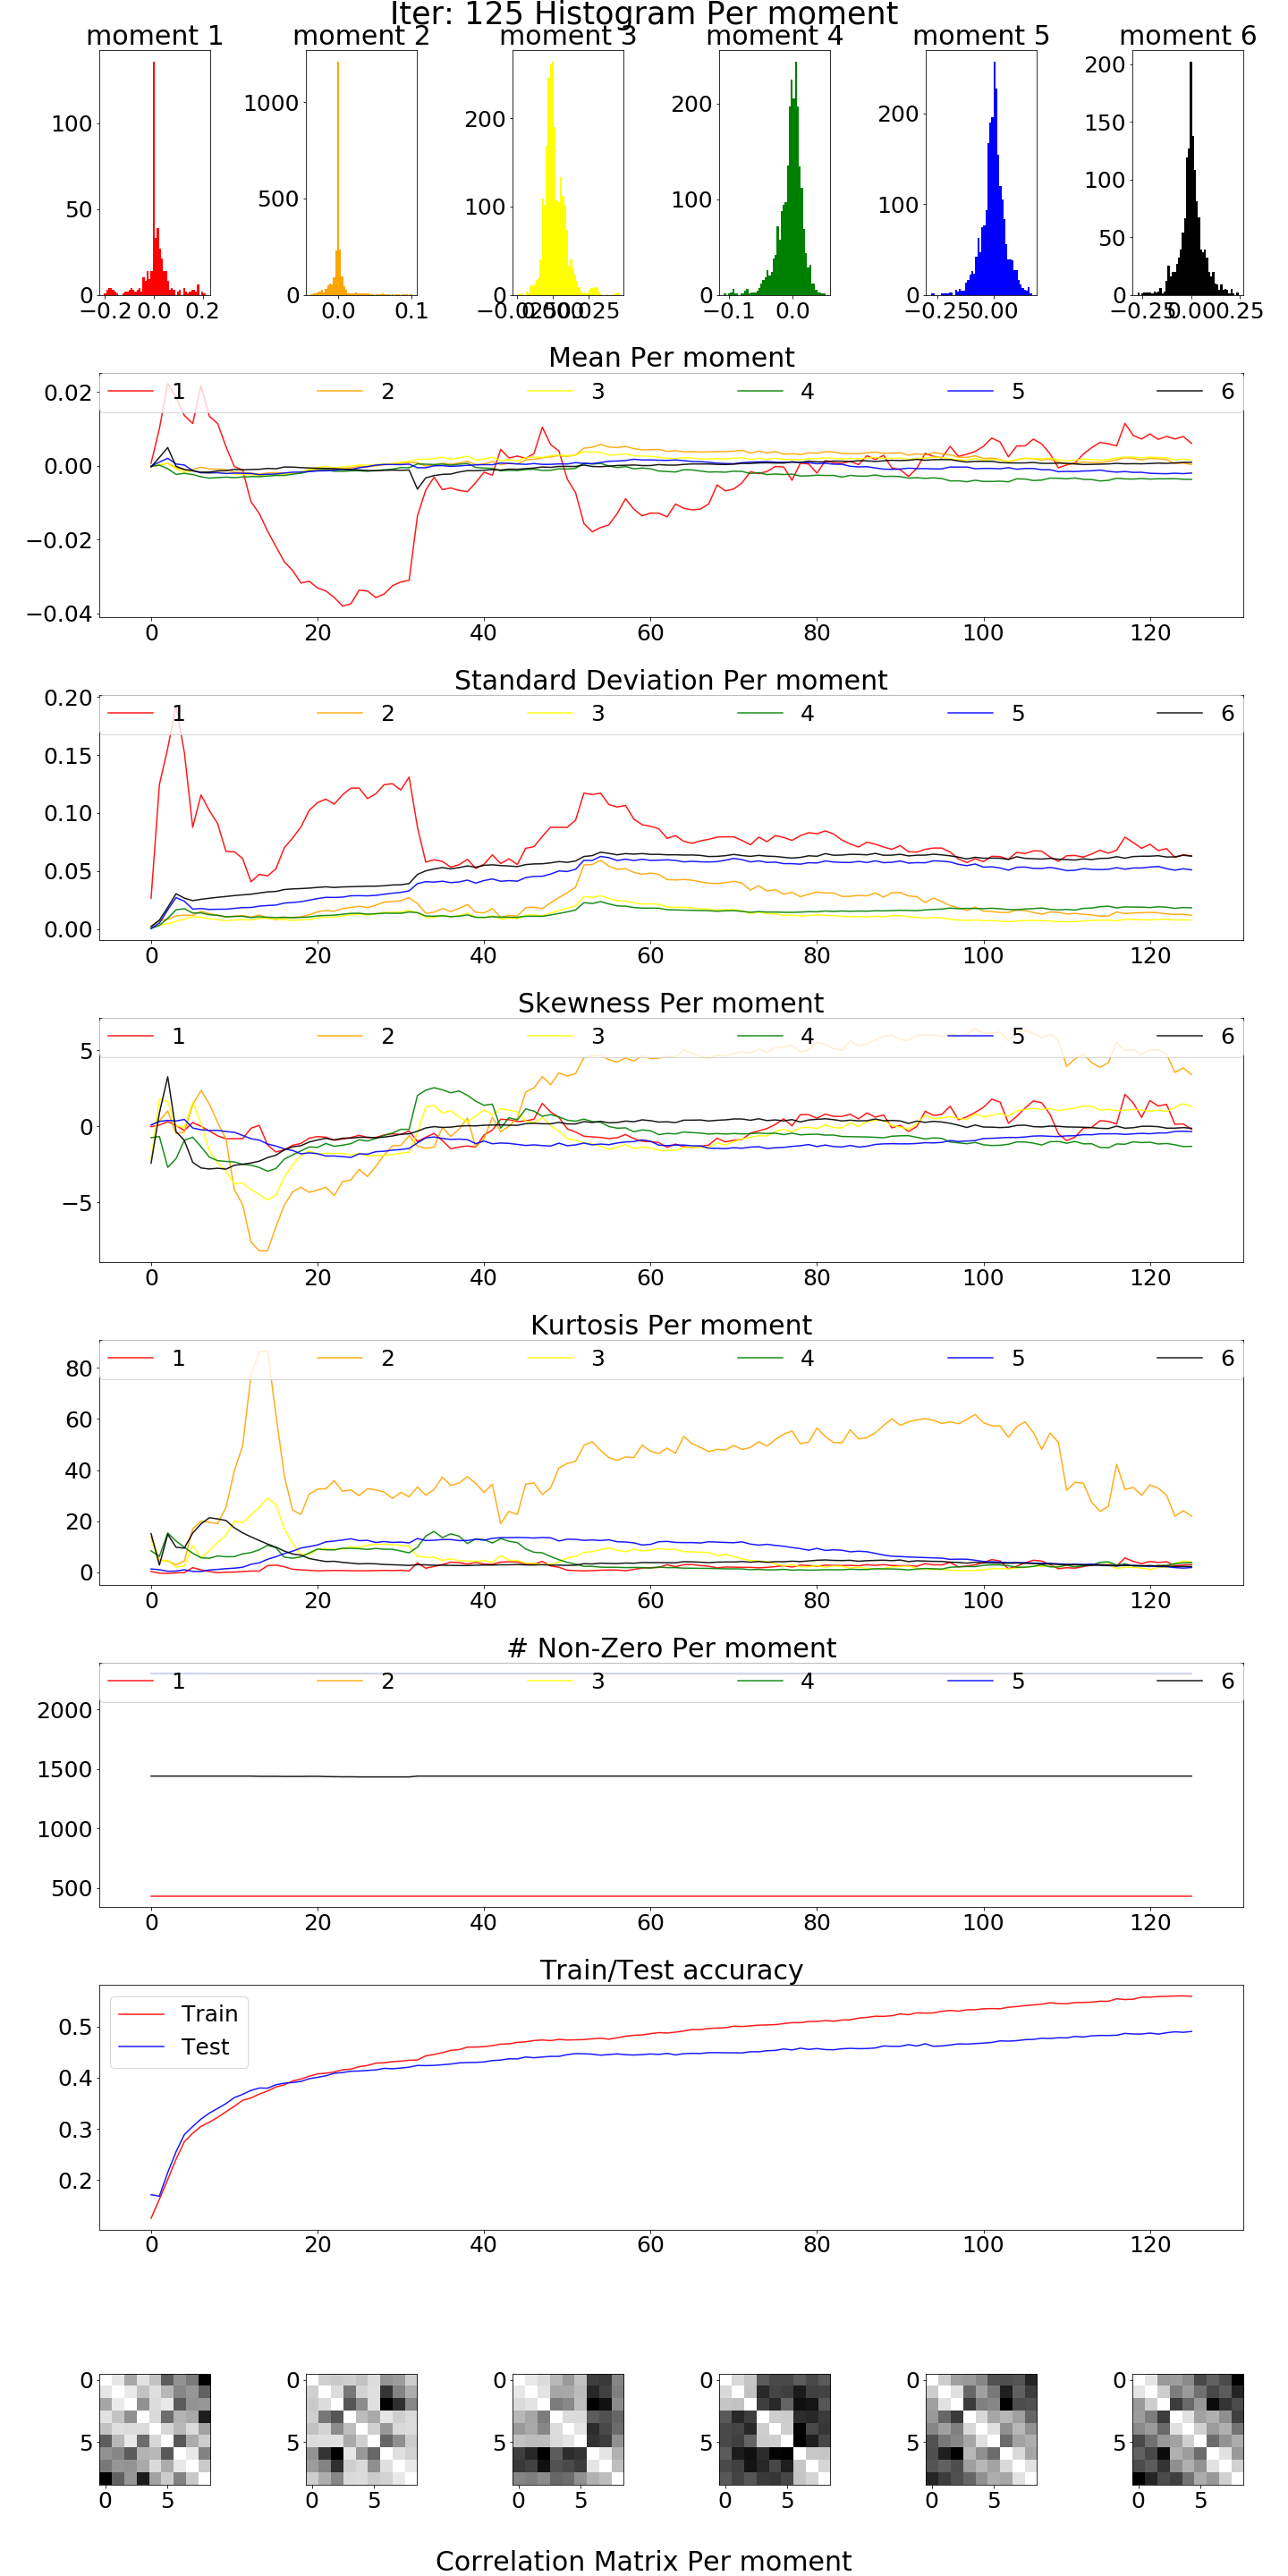 Iter: 125 Histogram Per moment
moment 1 moment 2 moment 3 moment 4 moment 5 moment 6
100 50 0 −0.2 0.0 0.2
1000 500 0 0.0 0.1
200 100 0 −0.025 0.000 0.025
200 100 0 −0.1 0.0
200 100 0 −0.25 0.00
200 150 100 50 0 −0.25 0.00 0.25
Mean Per moment
1 2 3 4 5 6
0.02
0.00
−0.02
−0.04
0 20 40 60 80 100 120
Standard Deviation Per moment
1 2 3 4 5 6
0.20
0.15
0.10
0.05
0.00
0 20 40 60 80 100 120
Skewness Per moment
1 2 3 4 5 6
5
0
−5
0 20 40 60 80 100 120
Kurtosis Per moment
1 2 3 4 5 6
80
60
40
20
0
0 20 40 60 80 100 120
# Non-Zero Per moment
1 2 3 4 5 6
2000
1500
1000
500
0 20 40 60 80 100 120
Train/Test accuracy
Train
Test
0.5
0.4
0.3
0.2
0 20 40 60 80 100 120
0 0 0 0 0 0
5 5 5 5 5 5
0 5 0 5 0 5 0 5 0 5 0 5
Correlation Matrix Per moment